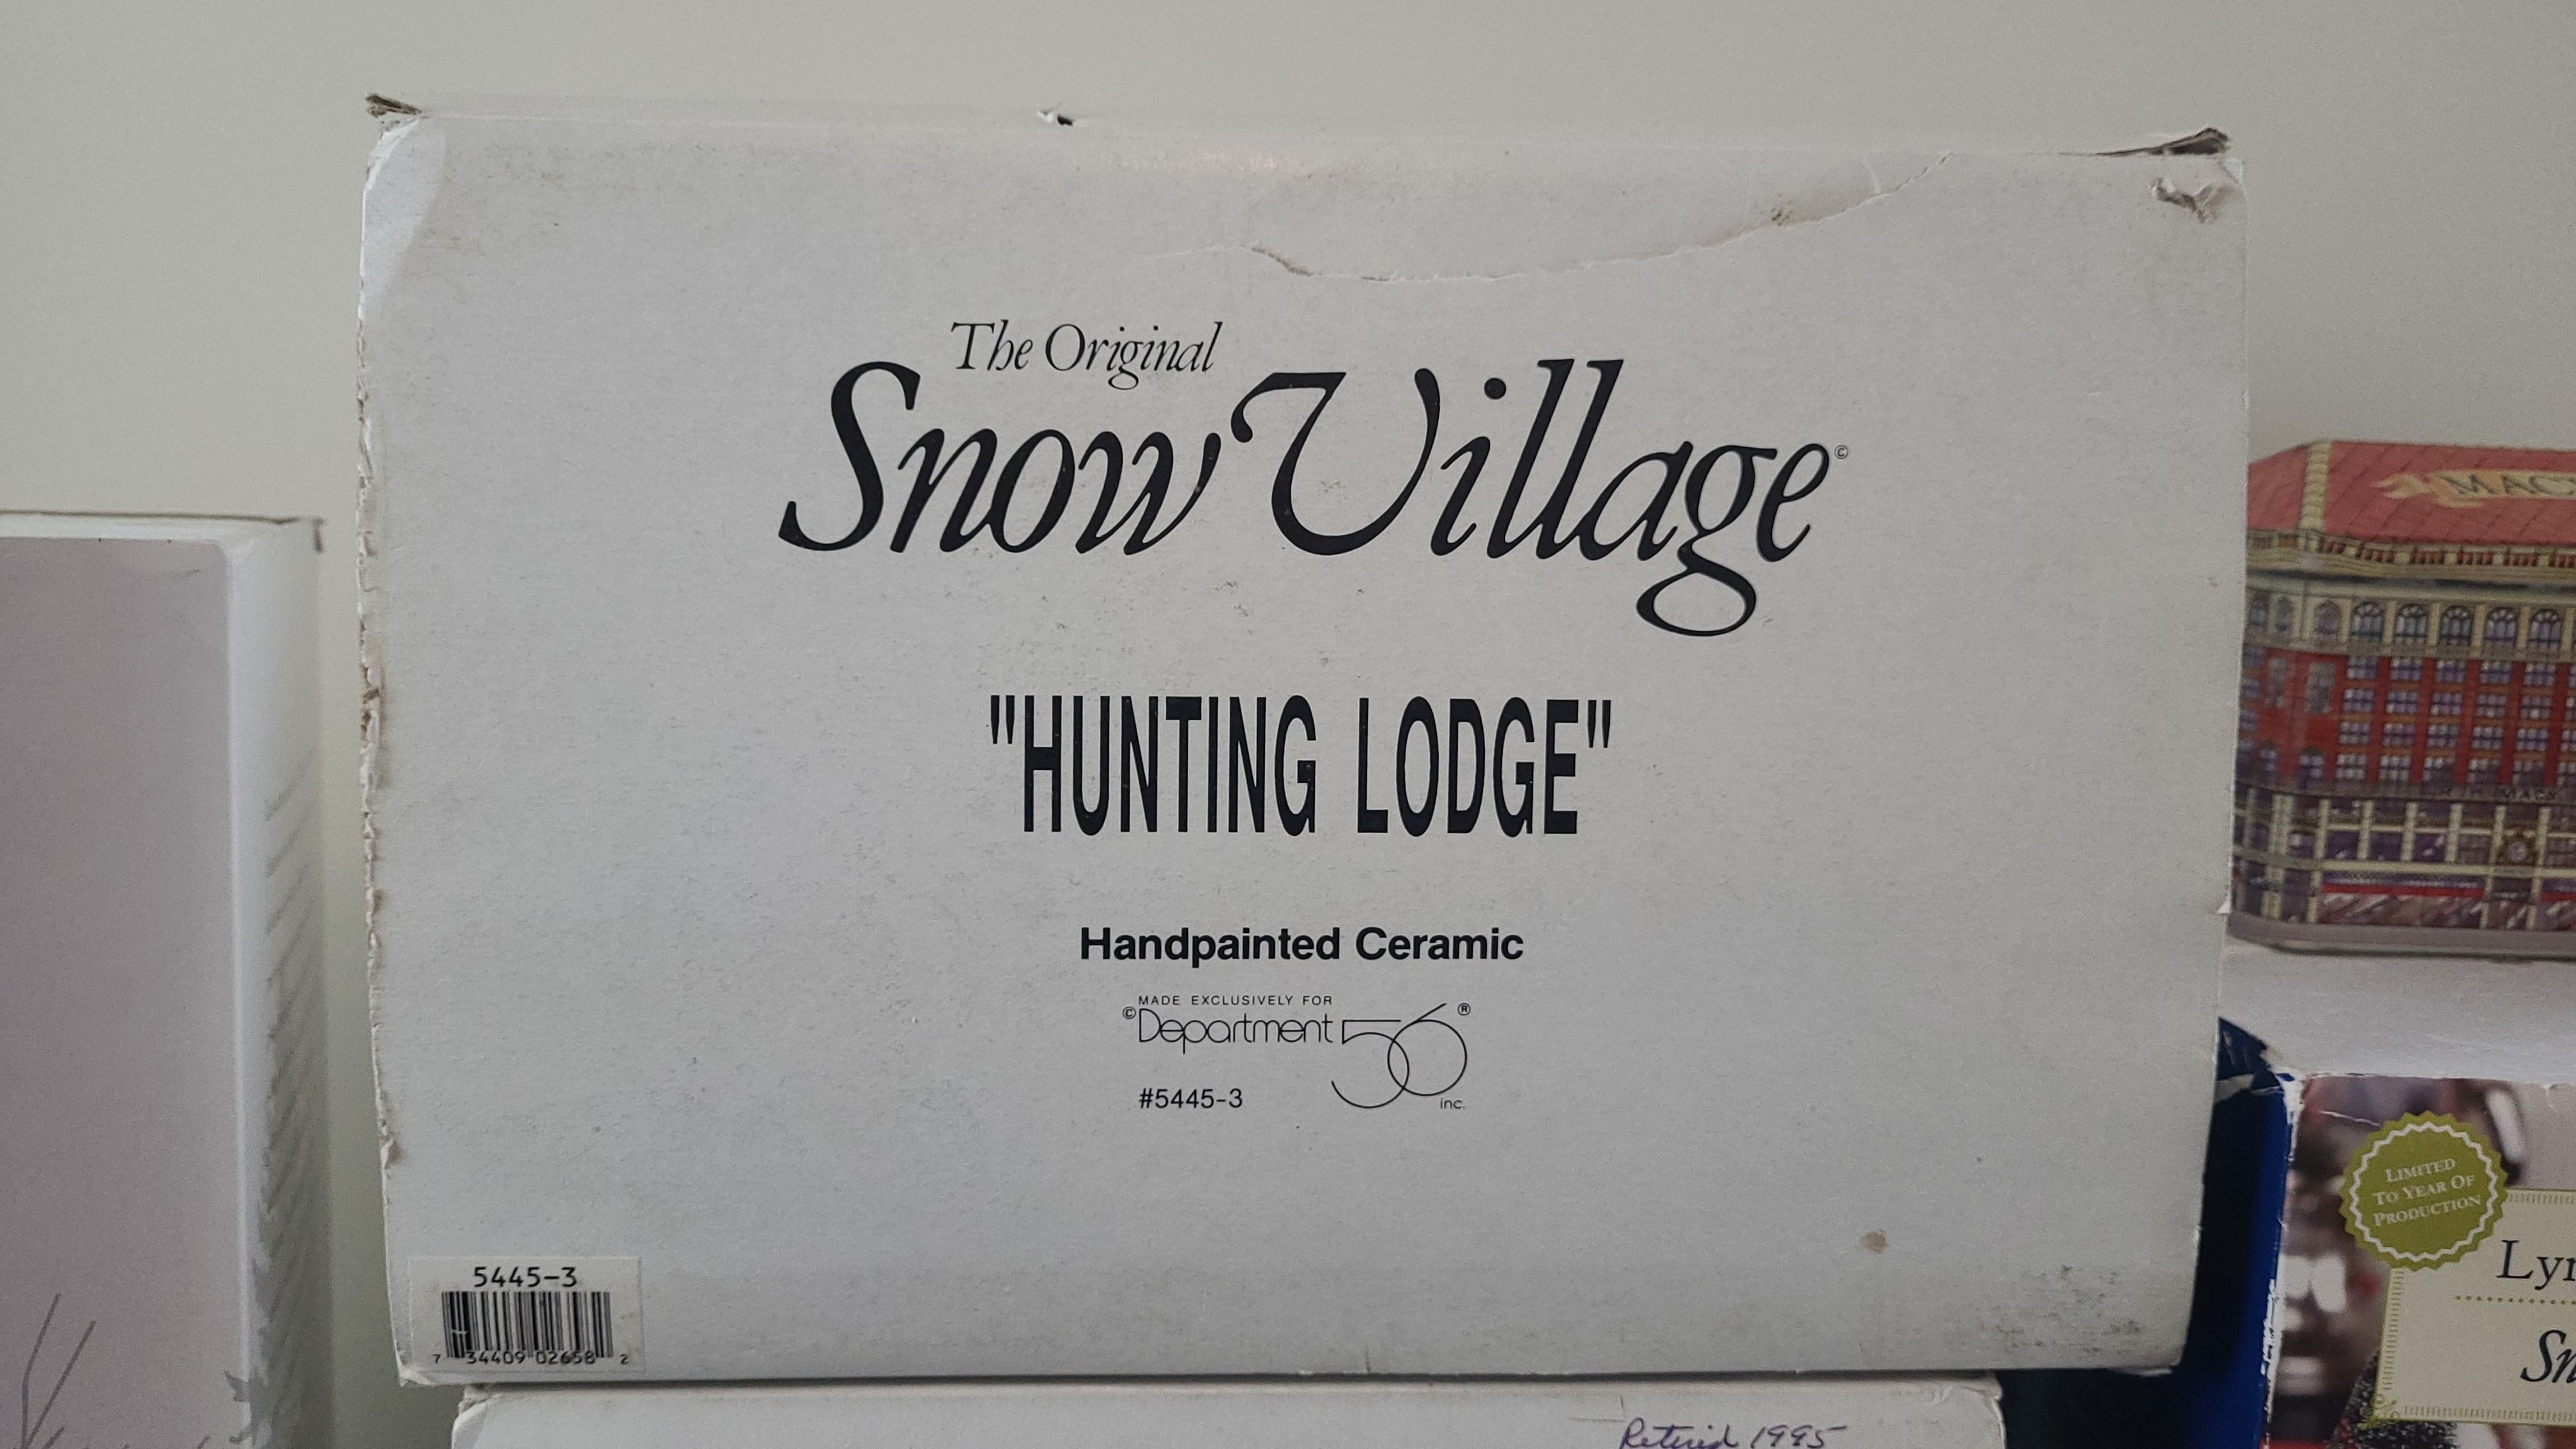 The Original
Snow Village©
"HUNTING LODGE"
Handpainted Ceramic
MADE EXCLUSIVELY FOR
©Department 56®
inc.
#5445-3
5445-3
7 34409 02658 2
Retired 1995
LIMITED
TO YEAR OF
PRODUCTION